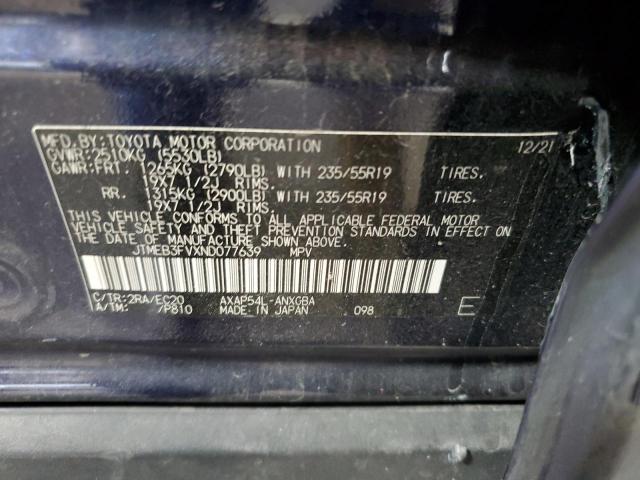 MFD. BY: TOYOTA MOTOR CORPORATION 12/21
GVWR: 2510KG (5530LB)
GAWR: FRT. 1265KG (2790LB) WITH 235/55R19 TIRES.
19X7 1/2J RIMS.
RR. 1315KG (2900LB) WITH 235/55R19 TIRES.
19X7 1/2J RIMS.
THIS VEHICLE CONFORMS TO ALL APPLICABLE FEDERAL MOTOR
VEHICLE SAFETY AND THEFT PREVENTION STANDARDS IN EFFECT
ON THE DATE OF MANUFACTURE SHOWN ABOVE.
JTMEB3FVXND077639 MPV
C/TR: 2RA/EC20 AXAP54L-ANXGBA
A/TM: /P810 MADE IN JAPAN 098 E